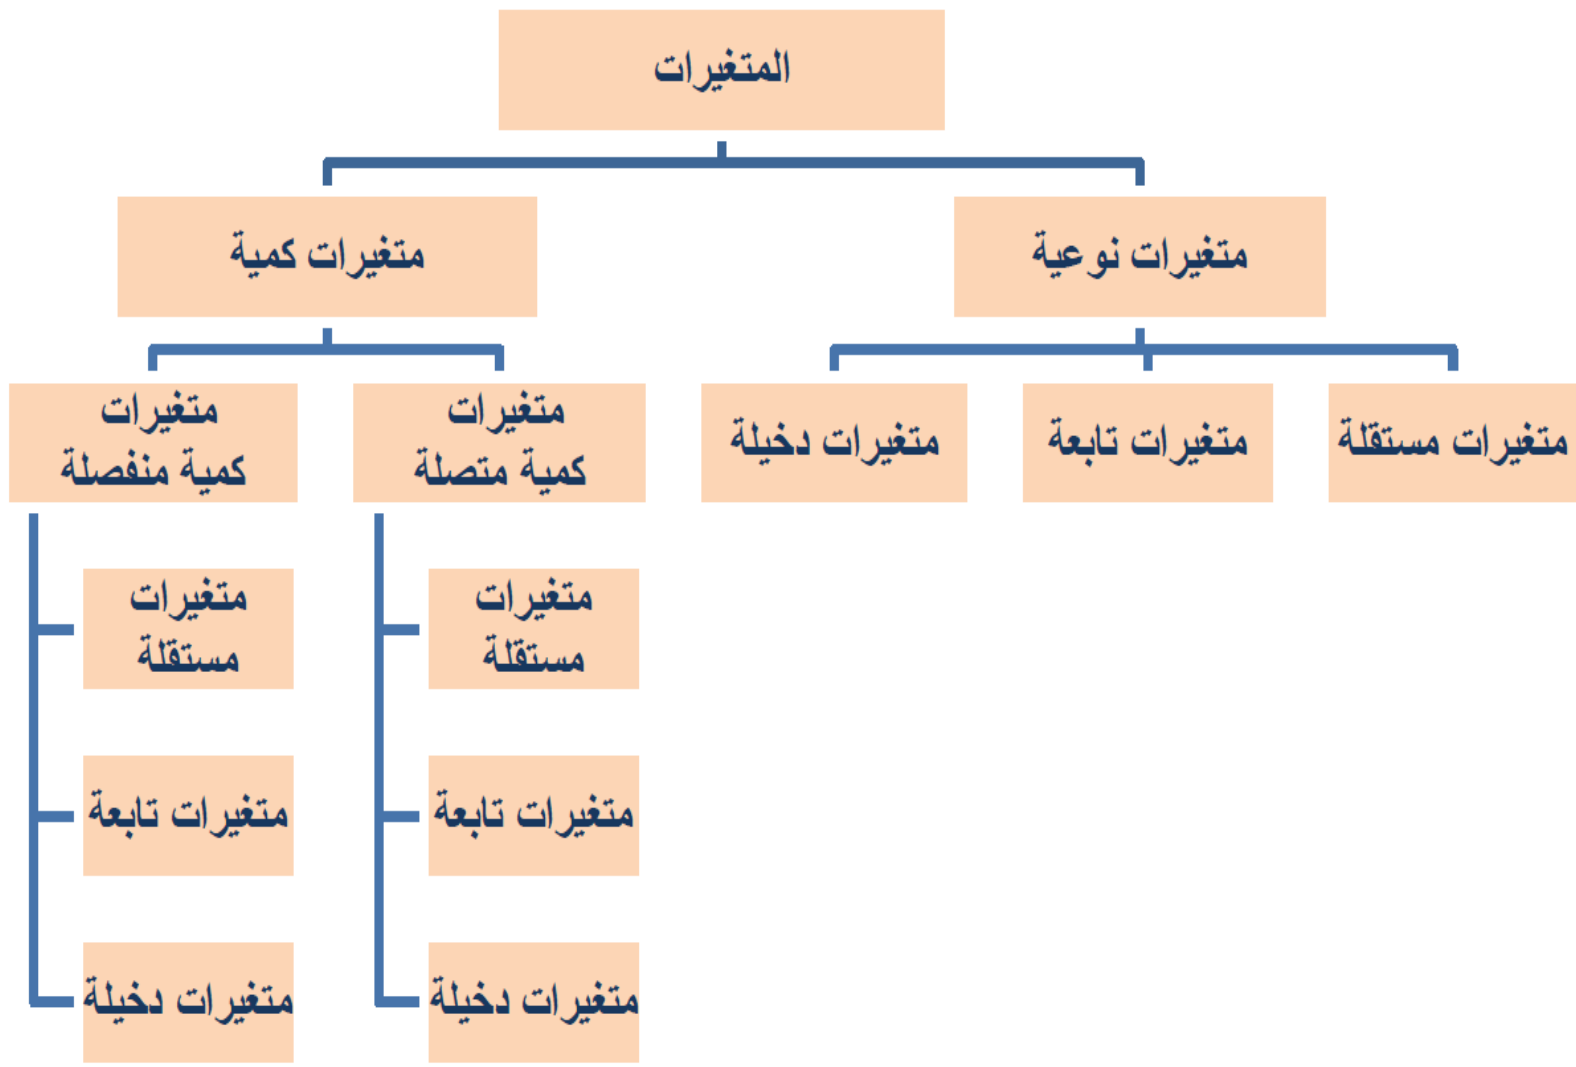 المتغيرات
متغيرات نوعية
متغيرات كمية
متغيرات مستقلة
متغيرات تابعة
متغيرات دخيلة
متغيرات
كمية متصلة
متغيرات
كمية منفصلة
متغيرات
مستقلة
متغيرات
مستقلة
متغيرات تابعة
متغيرات تابعة
متغيرات دخيلة
متغيرات دخيلة